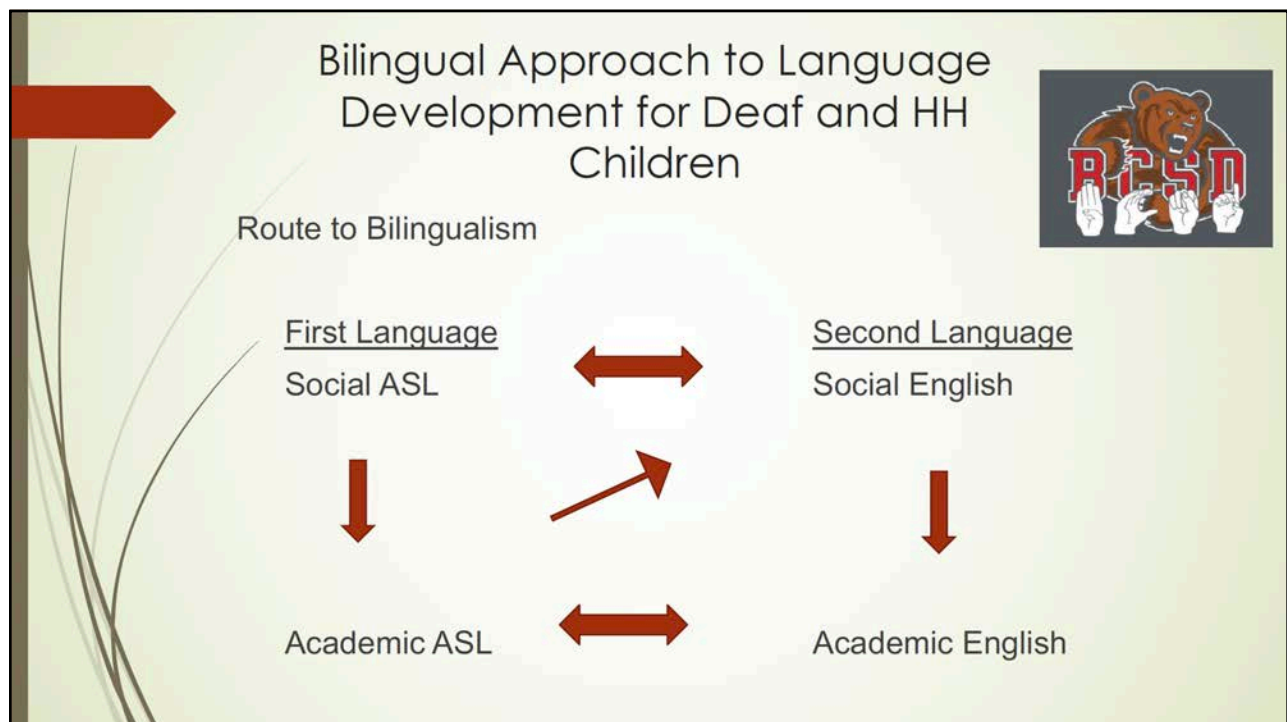 Bilingual Approach to Language
Development for Deaf and HH
Children
BCSD
Route to Bilingualism
First Language
Second Language
Social ASL
Social English
Academic ASL
Academic English